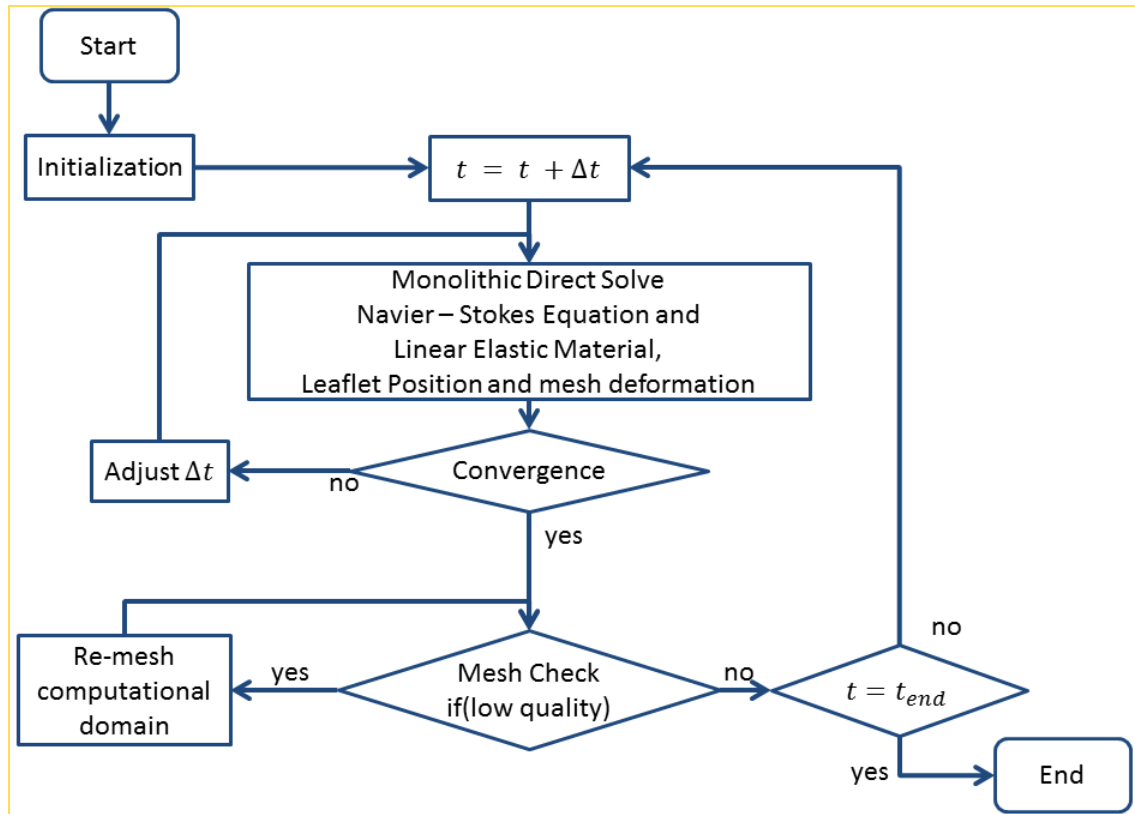 Start
Initialization
t = t + Δt
Monolithic Direct Solve
Navier – Stokes Equation and
Linear Elastic Material,
Leaflet Position and mesh deformation
Adjust Δt
no
Convergence
yes
Re-mesh
computational
domain
yes
Mesh Check
if(low quality)
no
no
t = t_end
yes
End